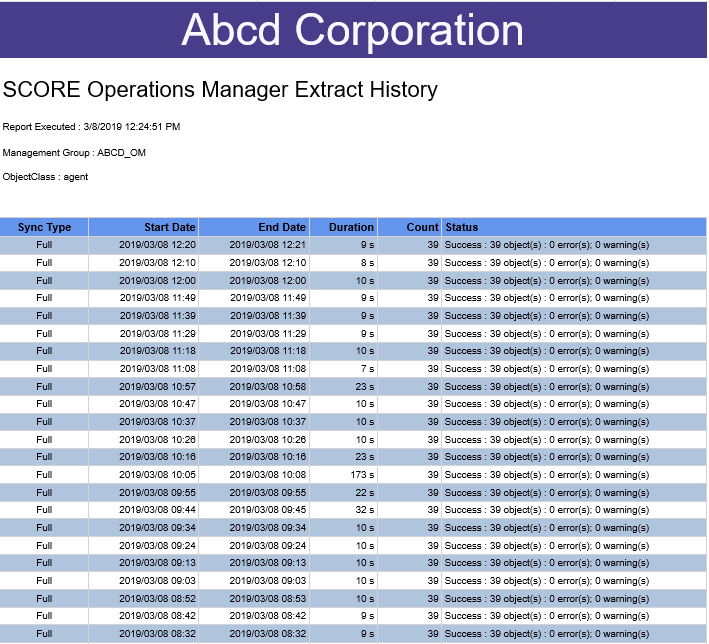 Abcd Corporation
SCORE Operations Manager Extract History
Report Executed : 3/8/2019 12:24:51 PM
Management Group : ABCD_OM
ObjectClass : agent
Sync Type Start Date End Date Duration Count Status
Full 2019/03/08 12:20 2019/03/08 12:21 9 s 39 Success : 39 object(s) : 0 error(s); 0 warning(s)
Full 2019/03/08 12:10 2019/03/08 12:10 8 s 39 Success : 39 object(s) : 0 error(s); 0 warning(s)
Full 2019/03/08 12:00 2019/03/08 12:00 10 s 39 Success : 39 object(s) : 0 error(s); 0 warning(s)
Full 2019/03/08 11:49 2019/03/08 11:49 9 s 39 Success : 39 object(s) : 0 error(s); 0 warning(s)
Full 2019/03/08 11:39 2019/03/08 11:39 9 s 39 Success : 39 object(s) : 0 error(s); 0 warning(s)
Full 2019/03/08 11:29 2019/03/08 11:29 9 s 39 Success : 39 object(s) : 0 error(s); 0 warning(s)
Full 2019/03/08 11:18 2019/03/08 11:18 10 s 39 Success : 39 object(s) : 0 error(s); 0 warning(s)
Full 2019/03/08 11:08 2019/03/08 11:08 7 s 39 Success : 39 object(s) : 0 error(s); 0 warning(s)
Full 2019/03/08 10:57 2019/03/08 10:58 23 s 39 Success : 39 object(s) : 0 error(s); 0 warning(s)
Full 2019/03/08 10:47 2019/03/08 10:47 10 s 39 Success : 39 object(s) : 0 error(s); 0 warning(s)
Full 2019/03/08 10:37 2019/03/08 10:37 10 s 39 Success : 39 object(s) : 0 error(s); 0 warning(s)
Full 2019/03/08 10:26 2019/03/08 10:26 10 s 39 Success : 39 object(s) : 0 error(s); 0 warning(s)
Full 2019/03/08 10:16 2019/03/08 10:16 23 s 39 Success : 39 object(s) : 0 error(s); 0 warning(s)
Full 2019/03/08 10:05 2019/03/08 10:08 173 s 39 Success : 39 object(s) : 0 error(s); 0 warning(s)
Full 2019/03/08 09:55 2019/03/08 09:55 22 s 39 Success : 39 object(s) : 0 error(s); 0 warning(s)
Full 2019/03/08 09:44 2019/03/08 09:45 32 s 39 Success : 39 object(s) : 0 error(s); 0 warning(s)
Full 2019/03/08 09:34 2019/03/08 09:34 10 s 39 Success : 39 object(s) : 0 error(s); 0 warning(s)
Full 2019/03/08 09:24 2019/03/08 09:24 10 s 39 Success : 39 object(s) : 0 error(s); 0 warning(s)
Full 2019/03/08 09:13 2019/03/08 09:13 10 s 39 Success : 39 object(s) : 0 error(s); 0 warning(s)
Full 2019/03/08 09:03 2019/03/08 09:03 10 s 39 Success : 39 object(s) : 0 error(s); 0 warning(s)
Full 2019/03/08 08:52 2019/03/08 08:53 10 s 39 Success : 39 object(s) : 0 error(s); 0 warning(s)
Full 2019/03/08 08:42 2019/03/08 08:42 9 s 39 Success : 39 object(s) : 0 error(s); 0 warning(s)
Full 2019/03/08 08:32 2019/03/08 08:32 9 s 39 Success : 39 object(s) : 0 error(s); 0 warning(s)